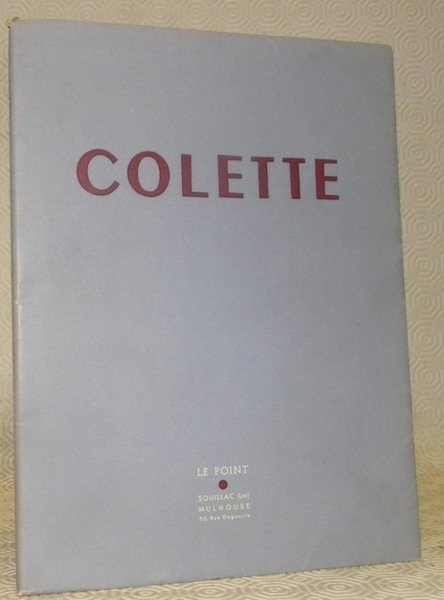 COLETTE
LE POINT
SOUILLAC (Lot)
MULHOUSE
53, Rue Daguerre